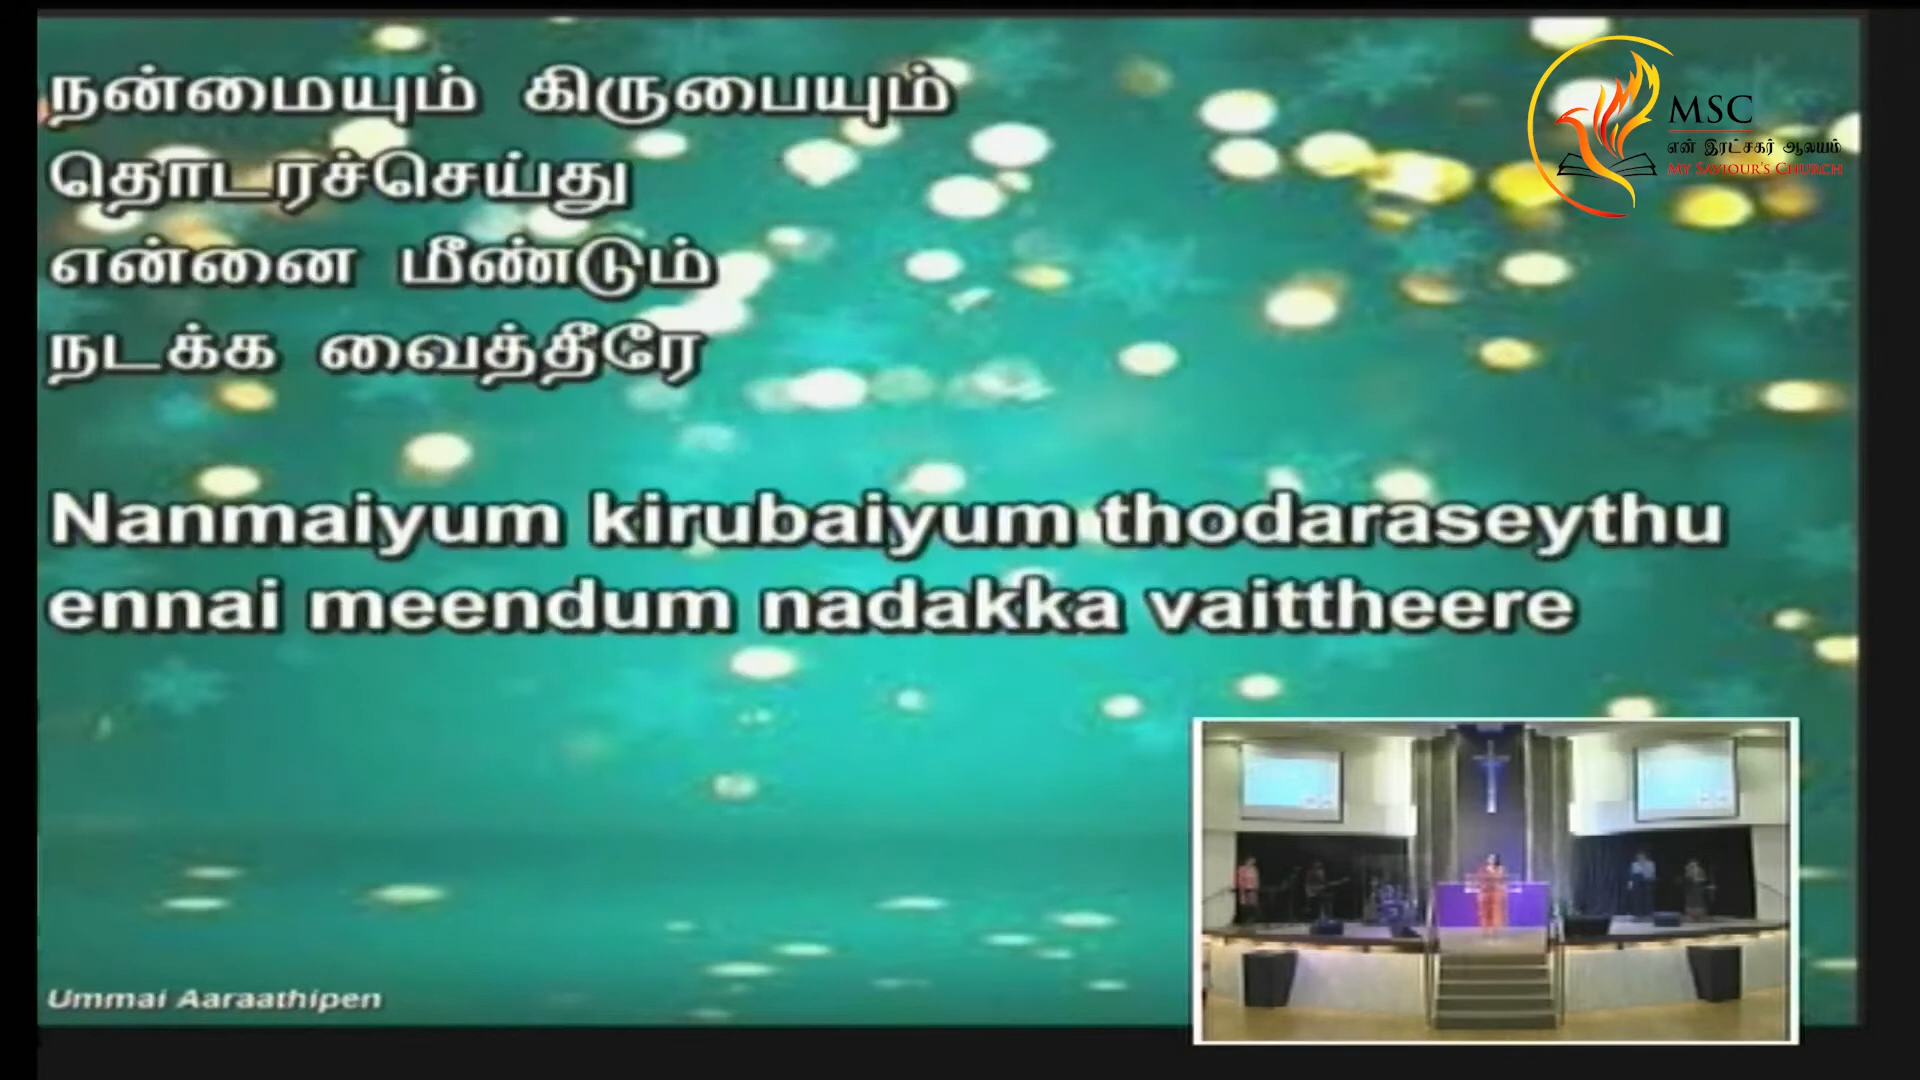 நன்மையும் கிருபையும்
தொடரச்செய்து
என்னை மீண்டும்
நடக்க வைத்தீரே
Nanmaiyum kirubaiyum thodaraseythu
ennai meendum nadakka vaittheere
Ummai Aaraathipen
MSC
என் இரட்சகர் ஆலயம்
MY SAVIOUR'S CHURCH